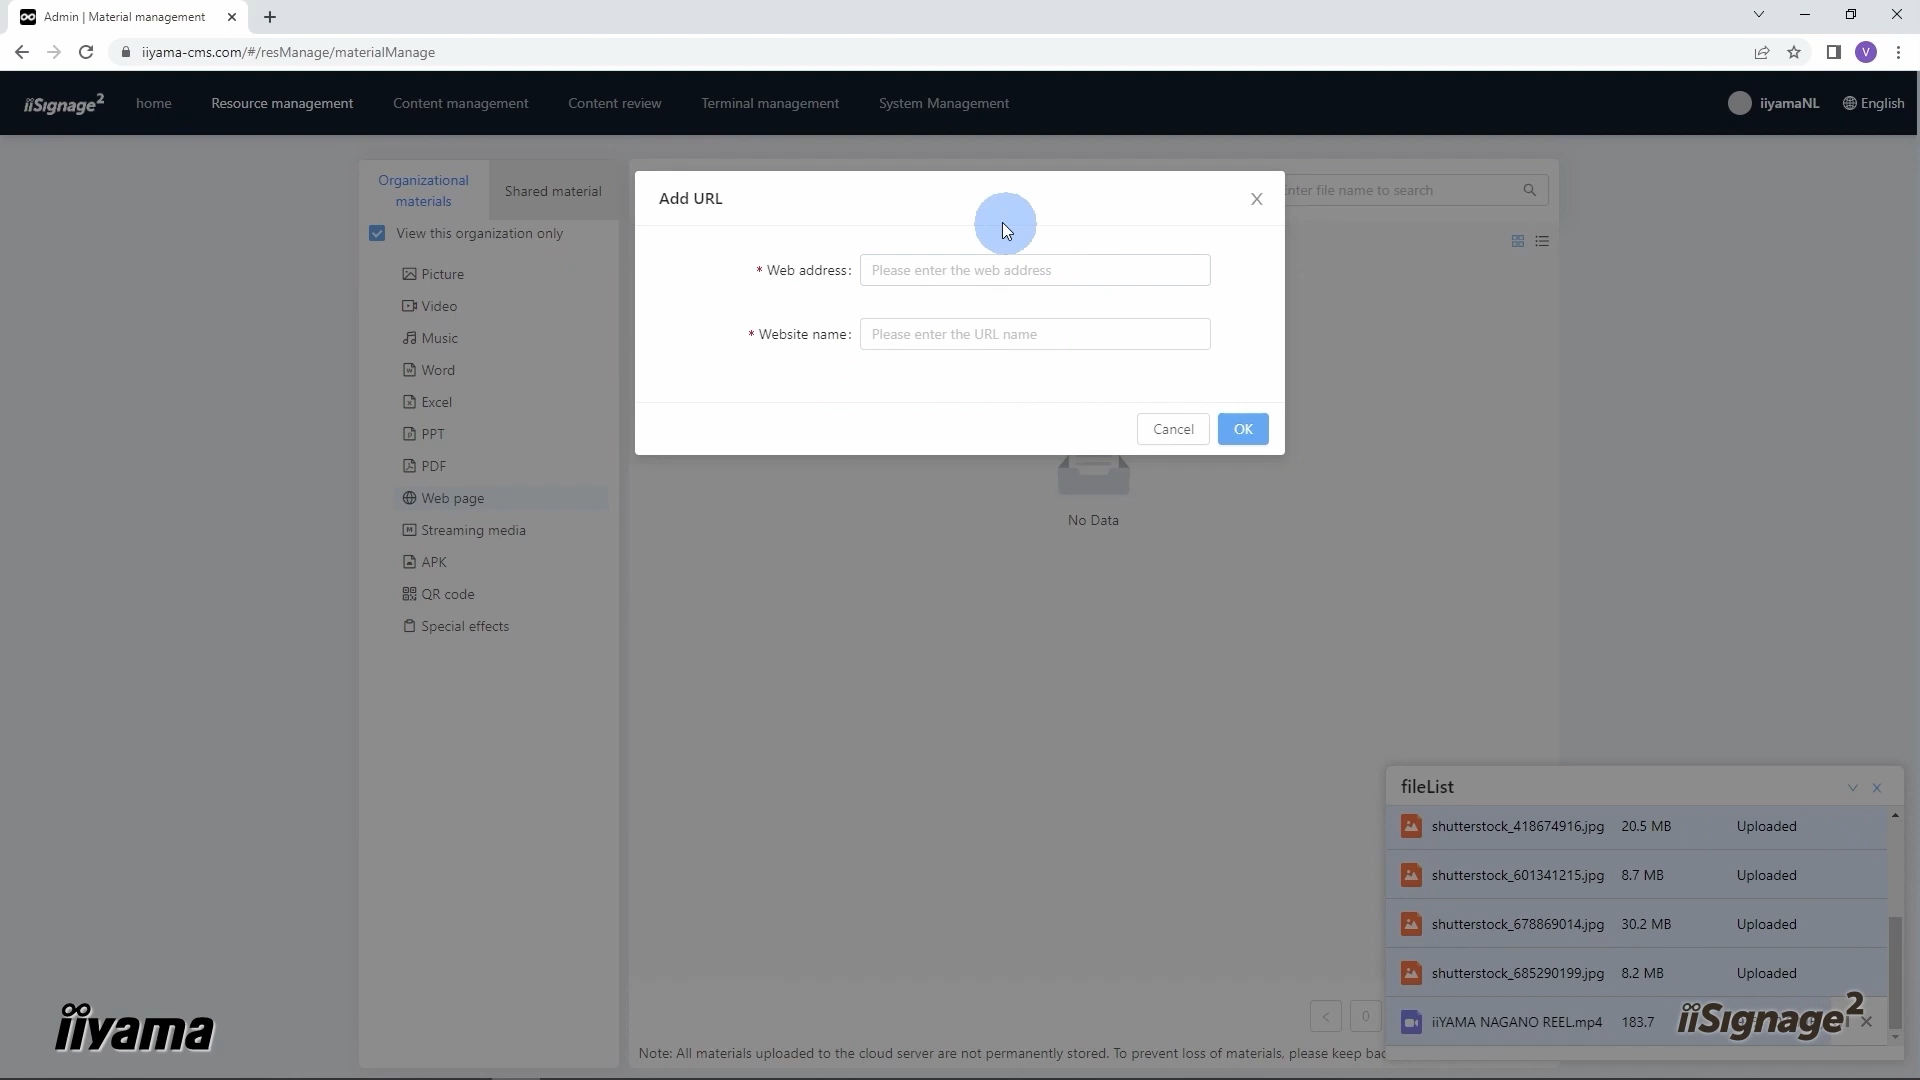 Admin | Material management
iiyama-cms.com/#/resManage/materialManage
V
iiSignage2
home
Resource management
Content management
Content review
Terminal management
System Management
iiyamaNL
English
Organizational
materials
Shared material
View this organization only
Picture
Video
Music
Word
Excel
PPT
PDF
Web page
Streaming media
APK
QR code
Special effects
Enter file name to search
Add URL
* Web address:
Please enter the web address
* Website name:
Please enter the URL name
Cancel
OK
No Data
fileList
shutterstock_418674916.jpg 20.5 MB Uploaded
shutterstock_601341215.jpg 8.7 MB Uploaded
shutterstock_678869014.jpg 30.2 MB Uploaded
shutterstock_685290199.jpg 8.2 MB Uploaded
iiYAMA NAGANO REEL.mp4 183.7
< 0
Note: All materials uploaded to the cloud server are not permanently stored. To prevent loss of materials, please keep bac
iiyama
iiSignage2